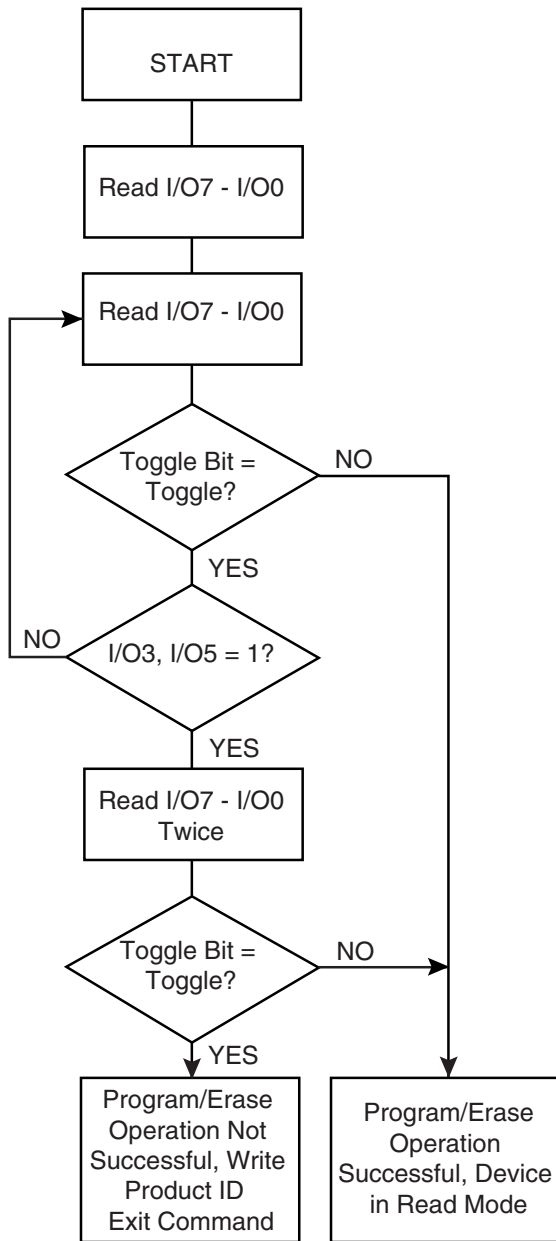 START
Read I/O7 - I/O0
Read I/O7 - I/O0
Toggle Bit =
Toggle?
NO
YES
NO
I/O3, I/O5 = 1?
YES
Read I/O7 - I/O0
Twice
Toggle Bit =
Toggle?
NO
YES
Program/Erase
Operation Not
Successful, Write
Product ID
Exit Command
Program/Erase
Operation
Successful, Device
in Read Mode